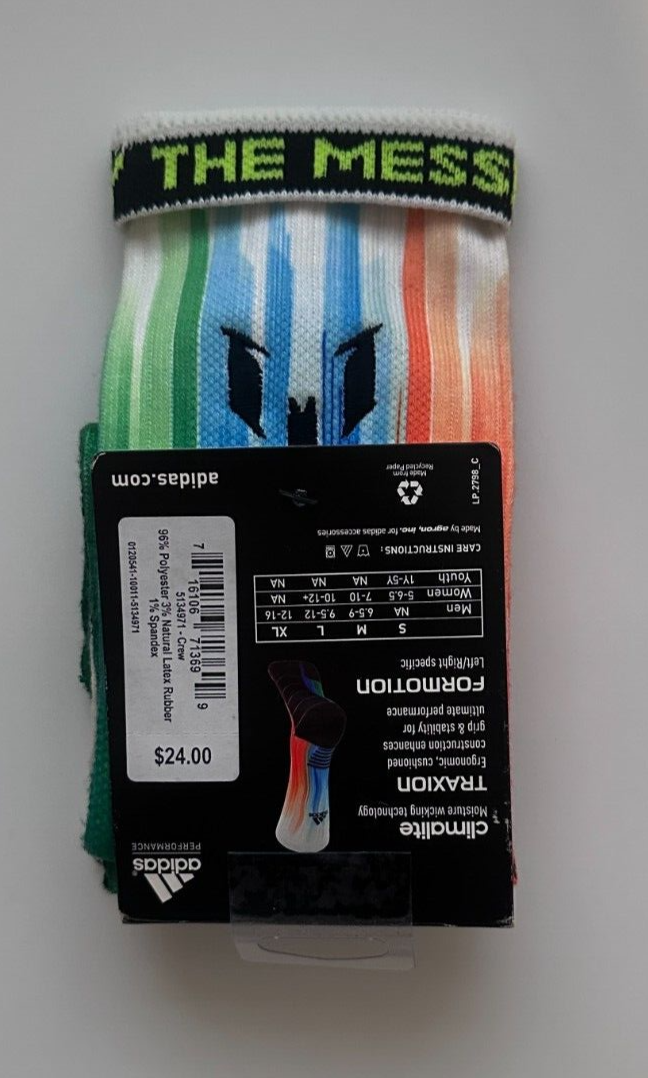 Y THE MESS
adidas
PERFORMANCE
climalite
Moisture wicking technology
TRAXION
Ergonomic, cushioned
construction enhances
grip & stability for
ultimate performance
FORMOTION
Left/Right specific
S M L XL
Men NA 6.5-9 9.5-12 12-16
Women 5-6.5 7-10 10-12+ NA
Youth 1Y-5Y NA NA NA
CARE INSTRUCTIONS:
Made by agron, inc. for adidas accessories
Made from
Recycled Paper
LP.2798_C
adidas.com
7 16106 71369 9
5134971 - Crew
96% Polyester 3% Natural Latex Rubber
1% Spandex
0120541-10011-5134971
$24.00